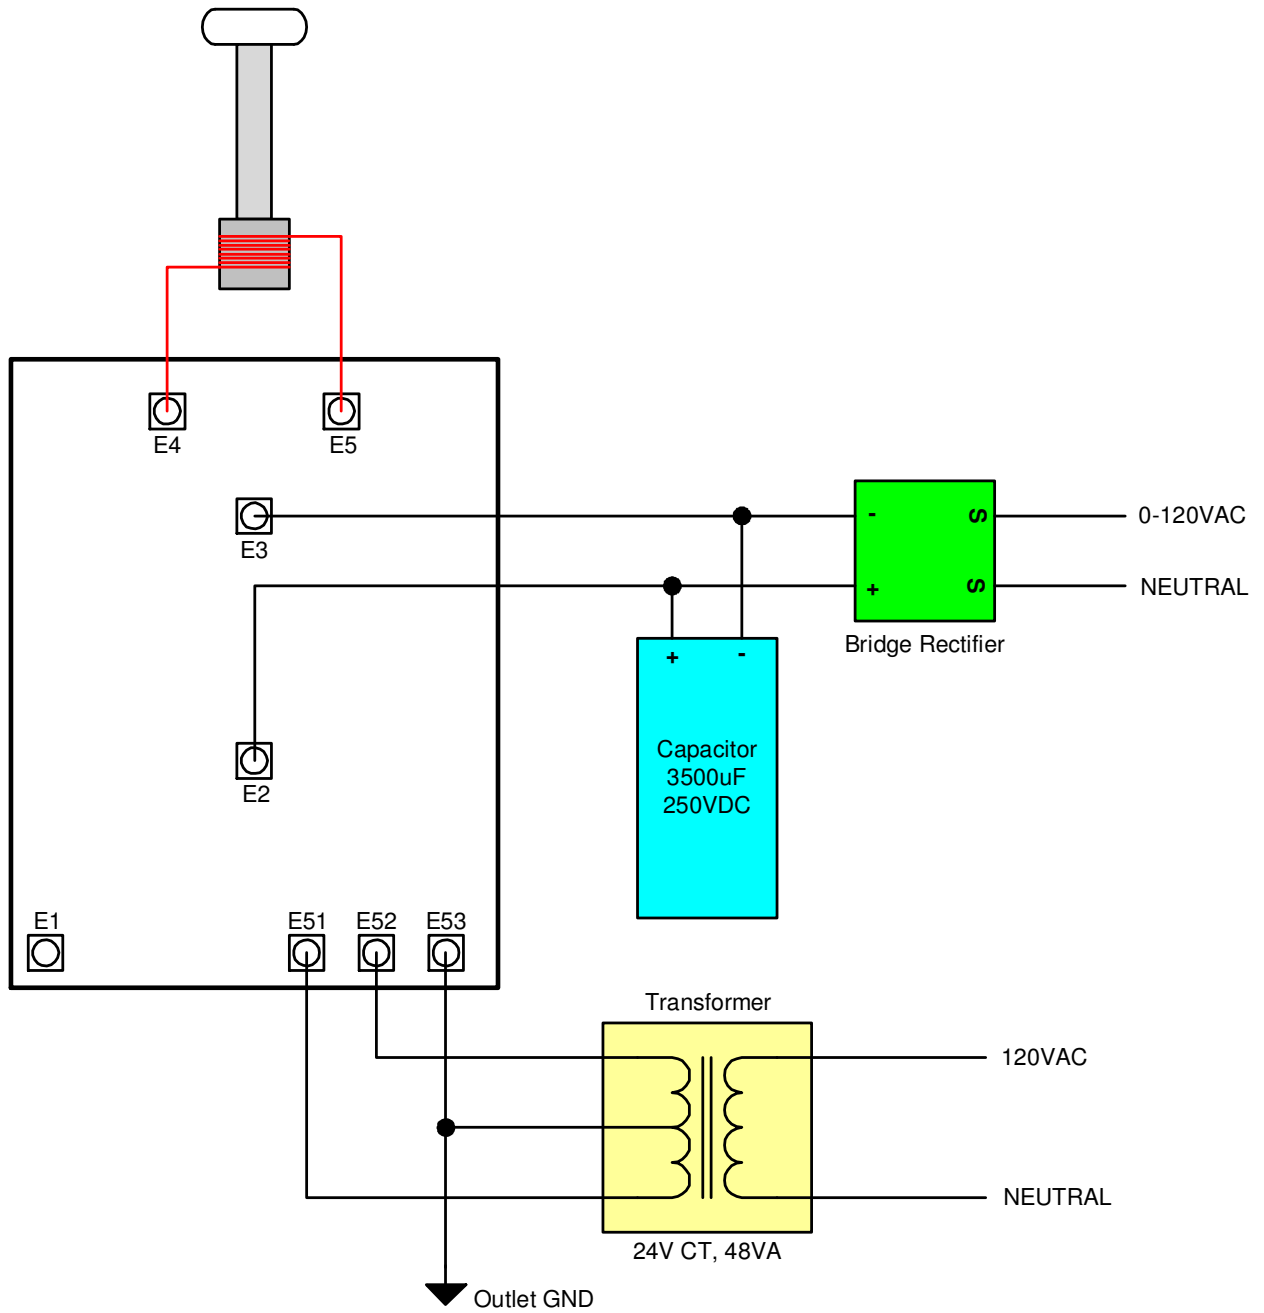 E4
E5
E3
-
S
0-120VAC
+
S
NEUTRAL
Bridge Rectifier
+
-
Capacitor
3500uF
250VDC
E2
E1
E51
E52
E53
Transformer
120VAC
NEUTRAL
24V CT, 48VA
Outlet GND